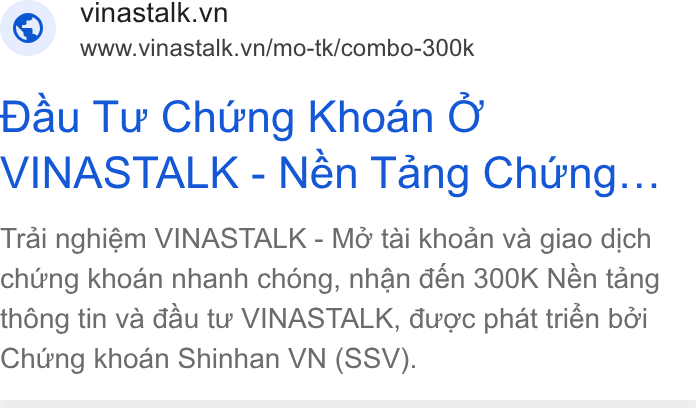 vinastalk.vn
www.vinastalk.vn/mo-tk/combo-300k
Đầu Tư Chứng Khoán Ở
VINASTALK - Nền Tảng Chứng...
Trải nghiệm VINASTALK - Mở tài khoản và giao dịch
chứng khoán nhanh chóng, nhận đến 300K Nền tảng
thông tin và đầu tư VINASTALK, được phát triển bởi
Chứng khoán Shinhan VN (SSV).